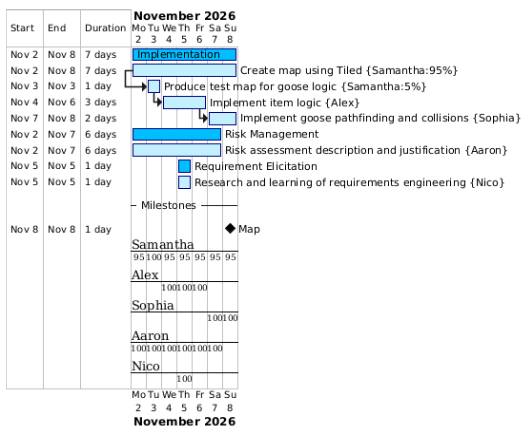 November 2026
Start End Duration Mo Tu We Th Fr Sa Su
2 3 4 5 6 7 8
Nov 2 Nov 8 7 days Implementation
Nov 2 Nov 8 7 days Create map using Tiled {Samantha:95%}
Nov 3 Nov 3 1 day Produce test map for goose logic {Samantha:5%}
Nov 4 Nov 6 3 days Implement item logic {Alex}
Nov 7 Nov 8 2 days Implement goose pathfinding and collisions {Sophia}
Nov 2 Nov 7 6 days Risk Management
Nov 2 Nov 7 6 days Risk assessment description and justification {Aaron}
Nov 5 Nov 5 1 day Requirement Elicitation
Nov 5 Nov 5 1 day Research and learning of requirements engineering {Nico}
Milestones
Nov 8 Nov 8 1 day Map
Samantha
95 100 95 95 95 95 95
Alex
100 100 100
Sophia
100 100
Aaron
100 100 100 100 100 100
Nico
100
Mo Tu We Th Fr Sa Su
2 3 4 5 6 7 8
November 2026